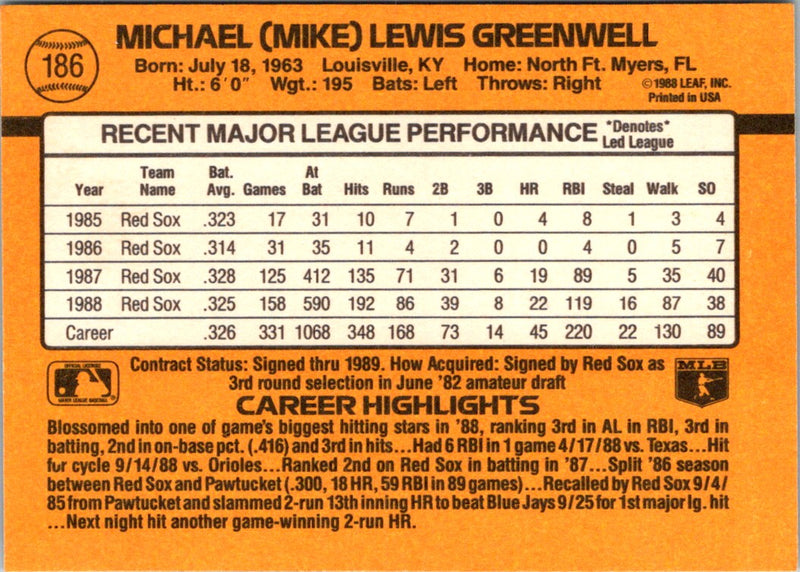 186
MICHAEL (MIKE) LEWIS GREENWELL
Born: July 18, 1963 Louisville, KY Home: North Ft. Myers, FL
Ht.: 6' 0" Wgt.: 195 Bats: Left Throws: Right
©1988 LEAF, INC.
Printed in USA
RECENT MAJOR LEAGUE PERFORMANCE *Denotes*
Led League
Year Team Name Bat. Avg. Games At Bat Hits Runs 2B 3B HR RBI Steal Walk SO
1985 Red Sox .323 17 31 10 7 1 0 4 8 1 3 4
1986 Red Sox .314 31 35 11 4 2 0 0 4 0 5 7
1987 Red Sox .328 125 412 135 71 31 6 19 89 5 35 40
1988 Red Sox .325 158 590 192 86 39 8 22 119 16 87 38
Career .326 331 1068 348 168 73 14 45 220 22 130 89
OFFICIAL LICENSEE
MAJOR LEAGUE BASEBALL
Contract Status: Signed thru 1989. How Acquired: Signed by Red Sox as
3rd round selection in June '82 amateur draft
MLB
CAREER HIGHLIGHTS
Blossomed into one of game's biggest hitting stars in '88, ranking 3rd in AL in RBI, 3rd in
batting, 2nd in on-base pct. (.416) and 3rd in hits...Had 6 RBI in 1 game 4/17/88 vs. Texas...Hit
fur cycle 9/14/88 vs. Orioles...Ranked 2nd on Red Sox in batting in '87...Split '86 season
between Red Sox and Pawtucket (.300, 18 HR, 59 RBI in 89 games)...Recalled by Red Sox 9/4/
85 from Pawtucket and slammed 2-run 13th inning HR to beat Blue Jays 9/25 for 1st major lg. hit
...Next night hit another game-winning 2-run HR.